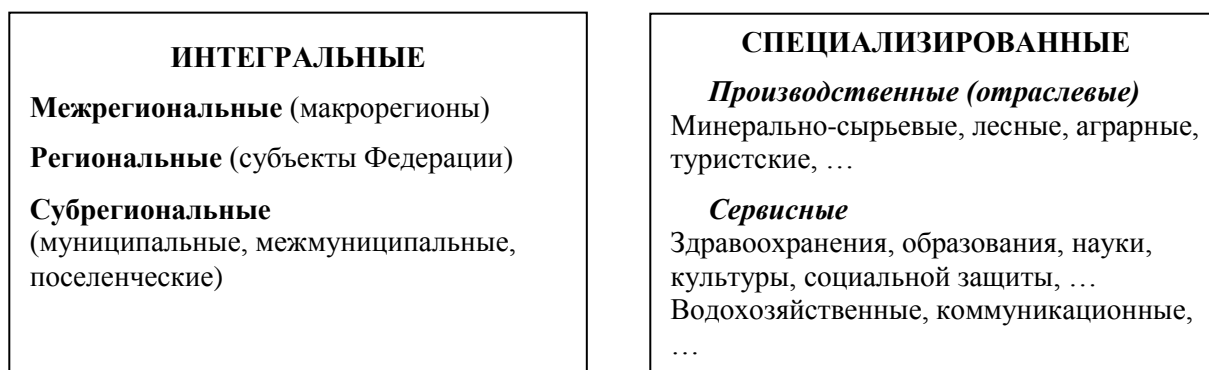 ИНТЕГРАЛЬНЫЕ
Межрегиональные (макрорегионы)
Региональные (субъекты Федерации)
Субрегиональные
(муниципальные, межмуниципальные,
поселенческие)
СПЕЦИАЛИЗИРОВАННЫЕ
Производственные (отраслевые)
Минерально-сырьевые, лесные, аграрные,
туристские, …
Сервисные
Здравоохранения, образования, науки,
культуры, социальной защиты, …
Водохозяйственные, коммуникационные,
…